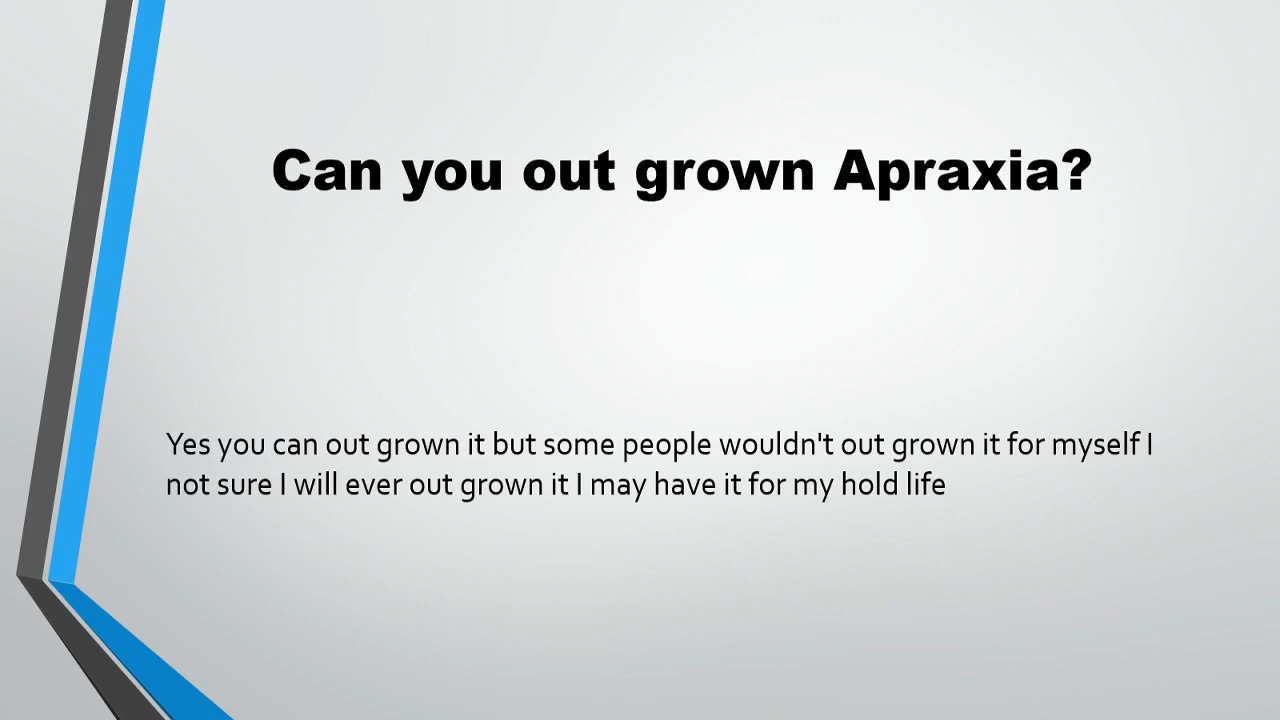 Can you out grown Apraxia?
Yes you can out grown it but some people wouldn't out grown it for myself I
not sure I will ever out grown it I may have it for my hold life